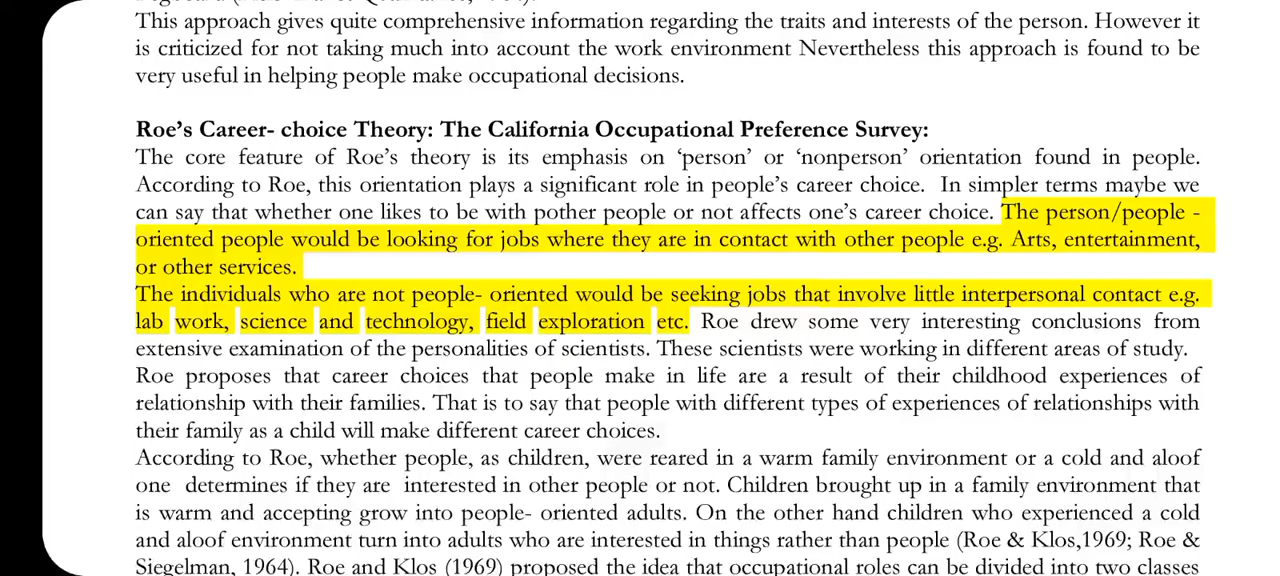 This approach gives quite comprehensive information regarding the traits and interests of the person. However it
is criticized for not taking much into account the work environment Nevertheless this approach is found to be
very useful in helping people make occupational decisions.
Roe's Career- choice Theory: The California Occupational Preference Survey:
The core feature of Roe's theory is its emphasis on 'person' or 'nonperson' orientation found in people.
According to Roe, this orientation plays a significant role in people's career choice. In simpler terms maybe we
can say that whether one likes to be with pother people or not affects one's career choice. The person/people -
oriented people would be looking for jobs where they are in contact with other people e.g. Arts, entertainment,
or other services.
The individuals who are not people- oriented would be seeking jobs that involve little interpersonal contact e.g.
lab work, science and technology, field exploration etc. Roe drew some very interesting conclusions from
extensive examination of the personalities of scientists. These scientists were working in different areas of study.
Roe proposes that career choices that people make in life are a result of their childhood experiences of
relationship with their families. That is to say that people with different types of experiences of relationships with
their family as a child will make different career choices.
According to Roe, whether people, as children, were reared in a warm family environment or a cold and aloof
one determines if they are interested in other people or not. Children brought up in a family environment that
is warm and accepting grow into people- oriented adults. On the other hand children who experienced a cold
and aloof environment turn into adults who are interested in things rather than people (Roe & Klos,1969; Roe &
Siegelman, 1964). Roe and Klos (1969) proposed the idea that occupational roles can be divided into two classes